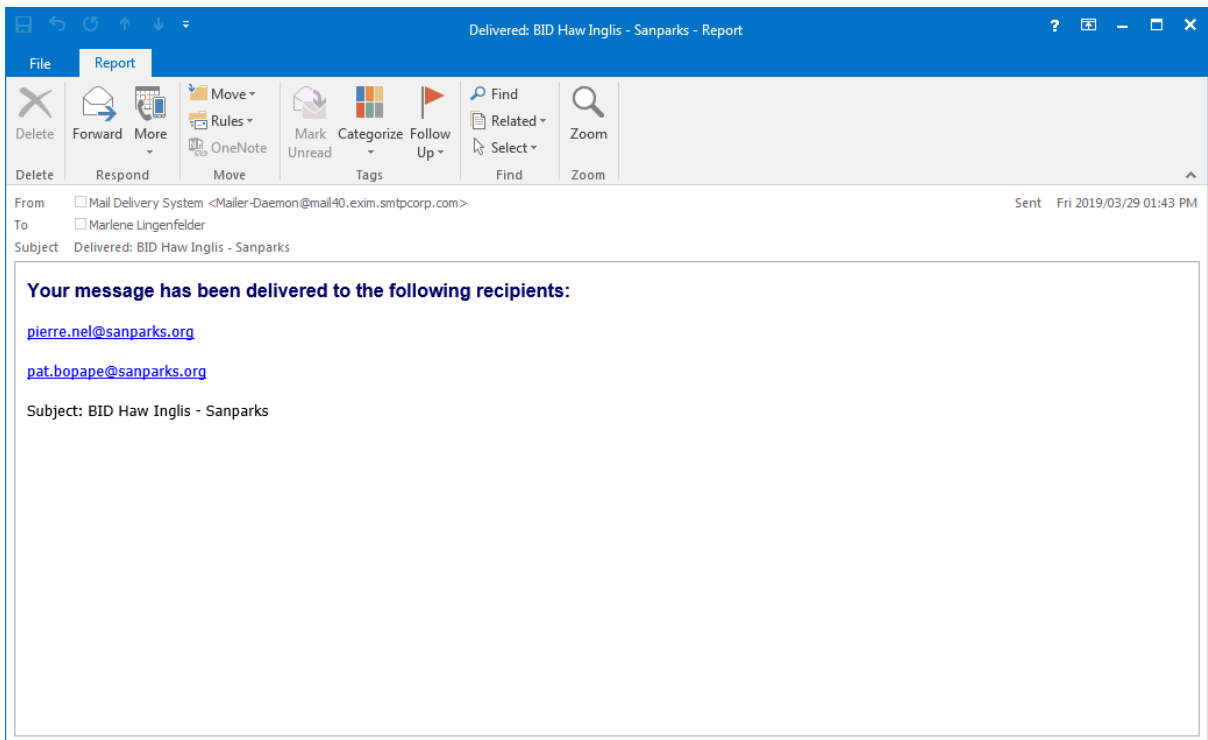 Delivered: BID Haw Inglis - Sanparks - Report
File Report
Delete Forward More Move Rules OneNote Mark Unread Categorize Follow Up Find Related Select Zoom
Delete Respond Move Tags Find Zoom
From Mail Delivery System <Mailer-Daemon@mail40.exim.smtpcorp.com> Sent Fri 2019/03/29 01:43 PM
To Marlene Lingenfelder
Subject Delivered: BID Haw Inglis - Sanparks
Your message has been delivered to the following recipients:
pierre.nel@sanparks.org
pat.bopape@sanparks.org
Subject: BID Haw Inglis - Sanparks